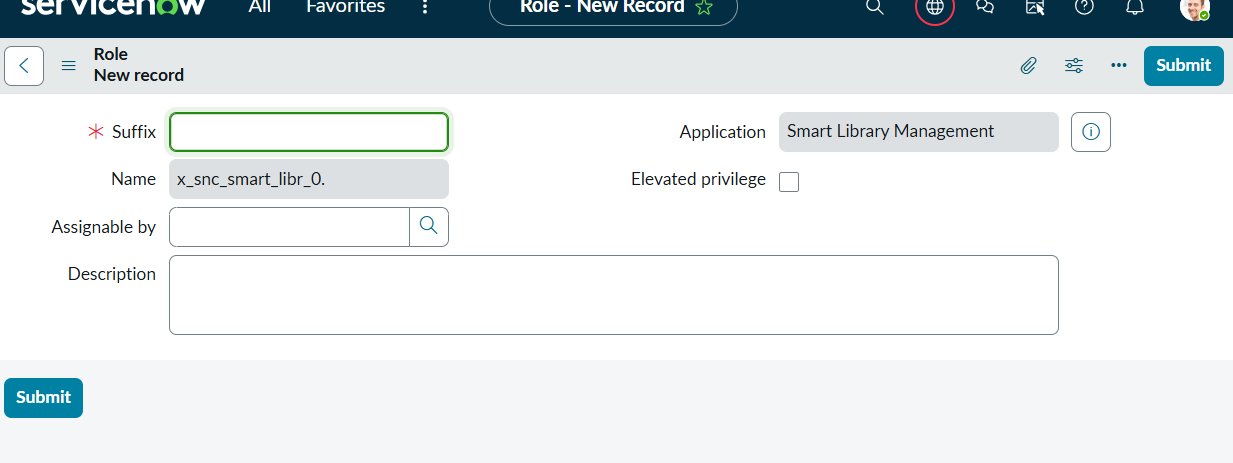 servicenow All Favorites Role - New Record
Role
New record
Submit
Suffix
Application Smart Library Management
Name x_snc_smart_libr_0.
Elevated privilege
Assignable by
Description
Submit